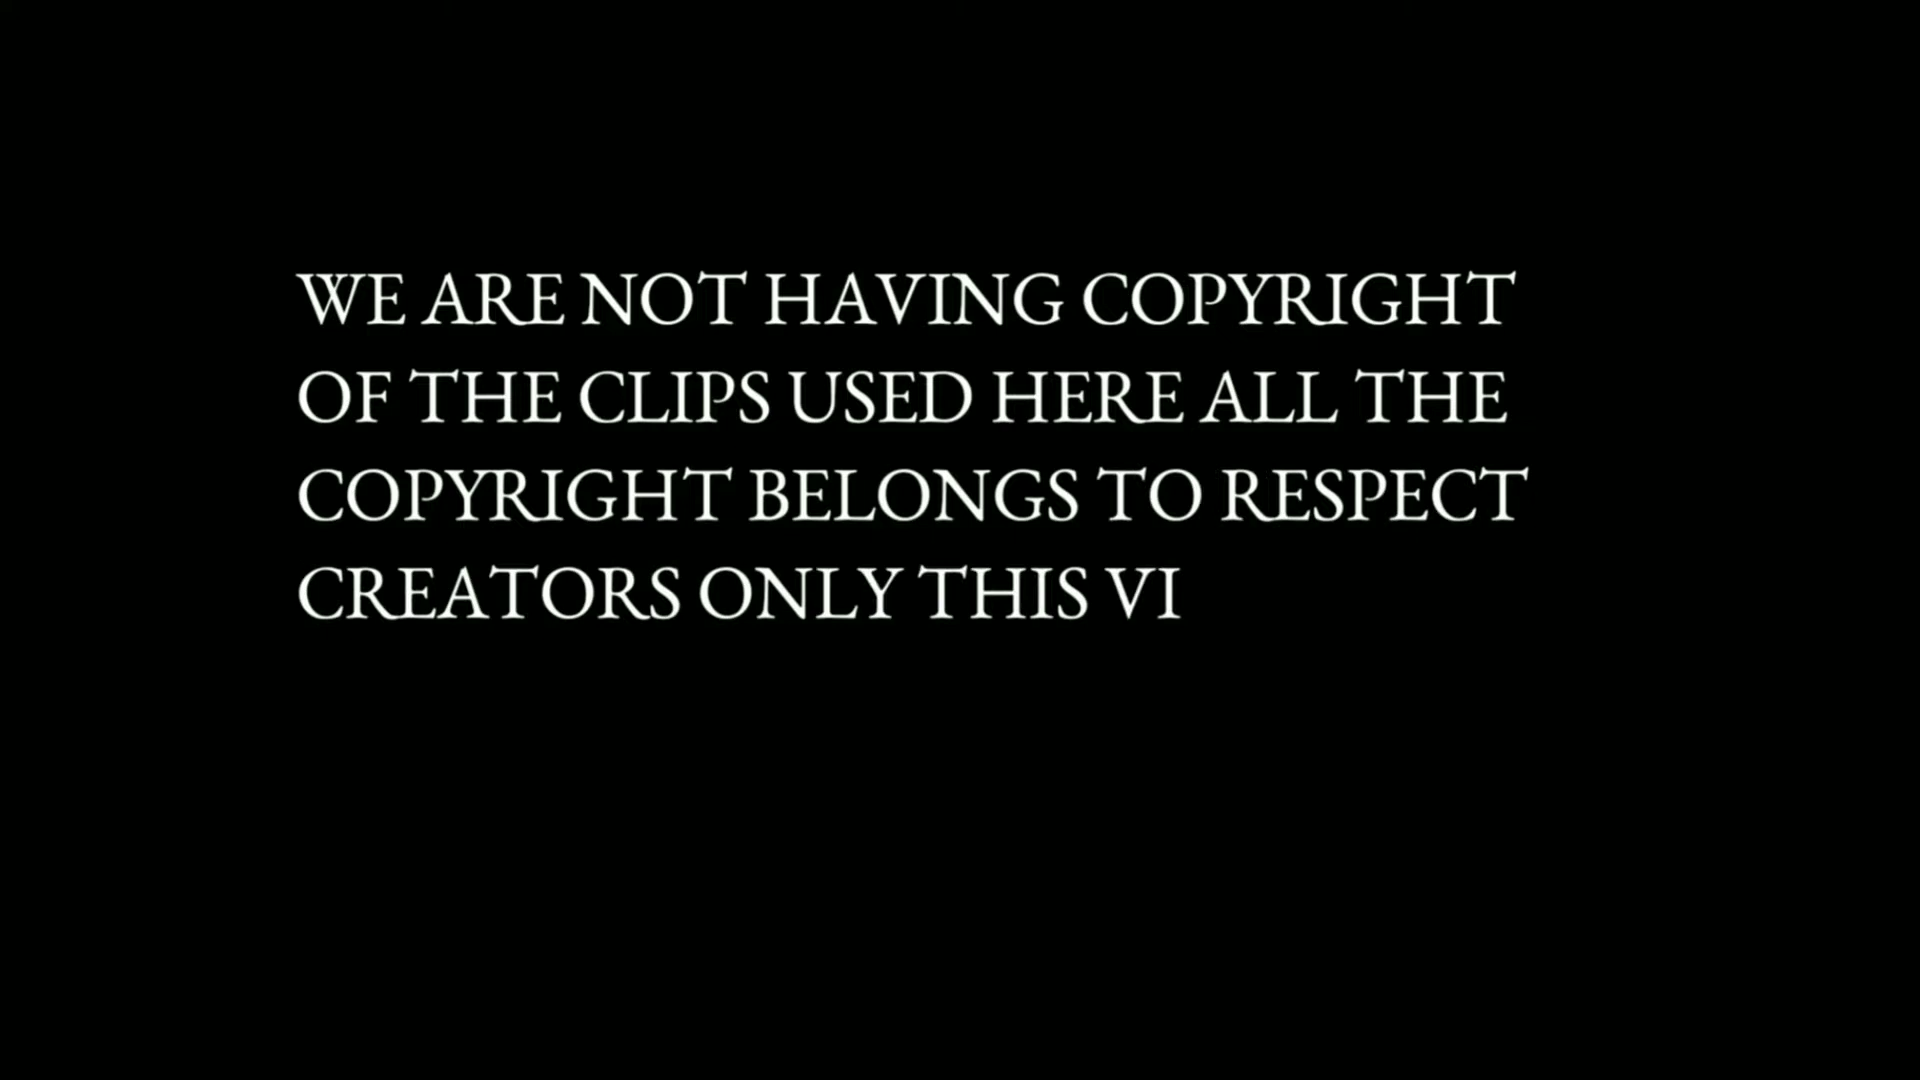 WE ARE NOT HAVING COPYRIGHT
OF THE CLIPS USED HERE ALL THE
COPYRIGHT BELONGS TO RESPECT
CREATORS ONLY THIS VI